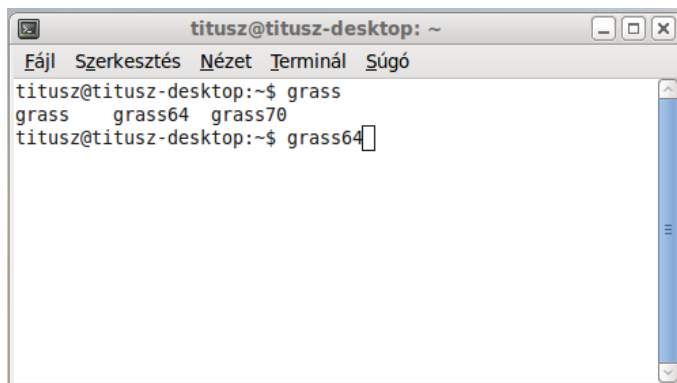 titusz@titusz-desktop: ~
Fájl Szerkesztés Nézet Terminál Súgó
titusz@titusz-desktop:~$ grass
grass grass64 grass70
titusz@titusz-desktop:~$ grass64